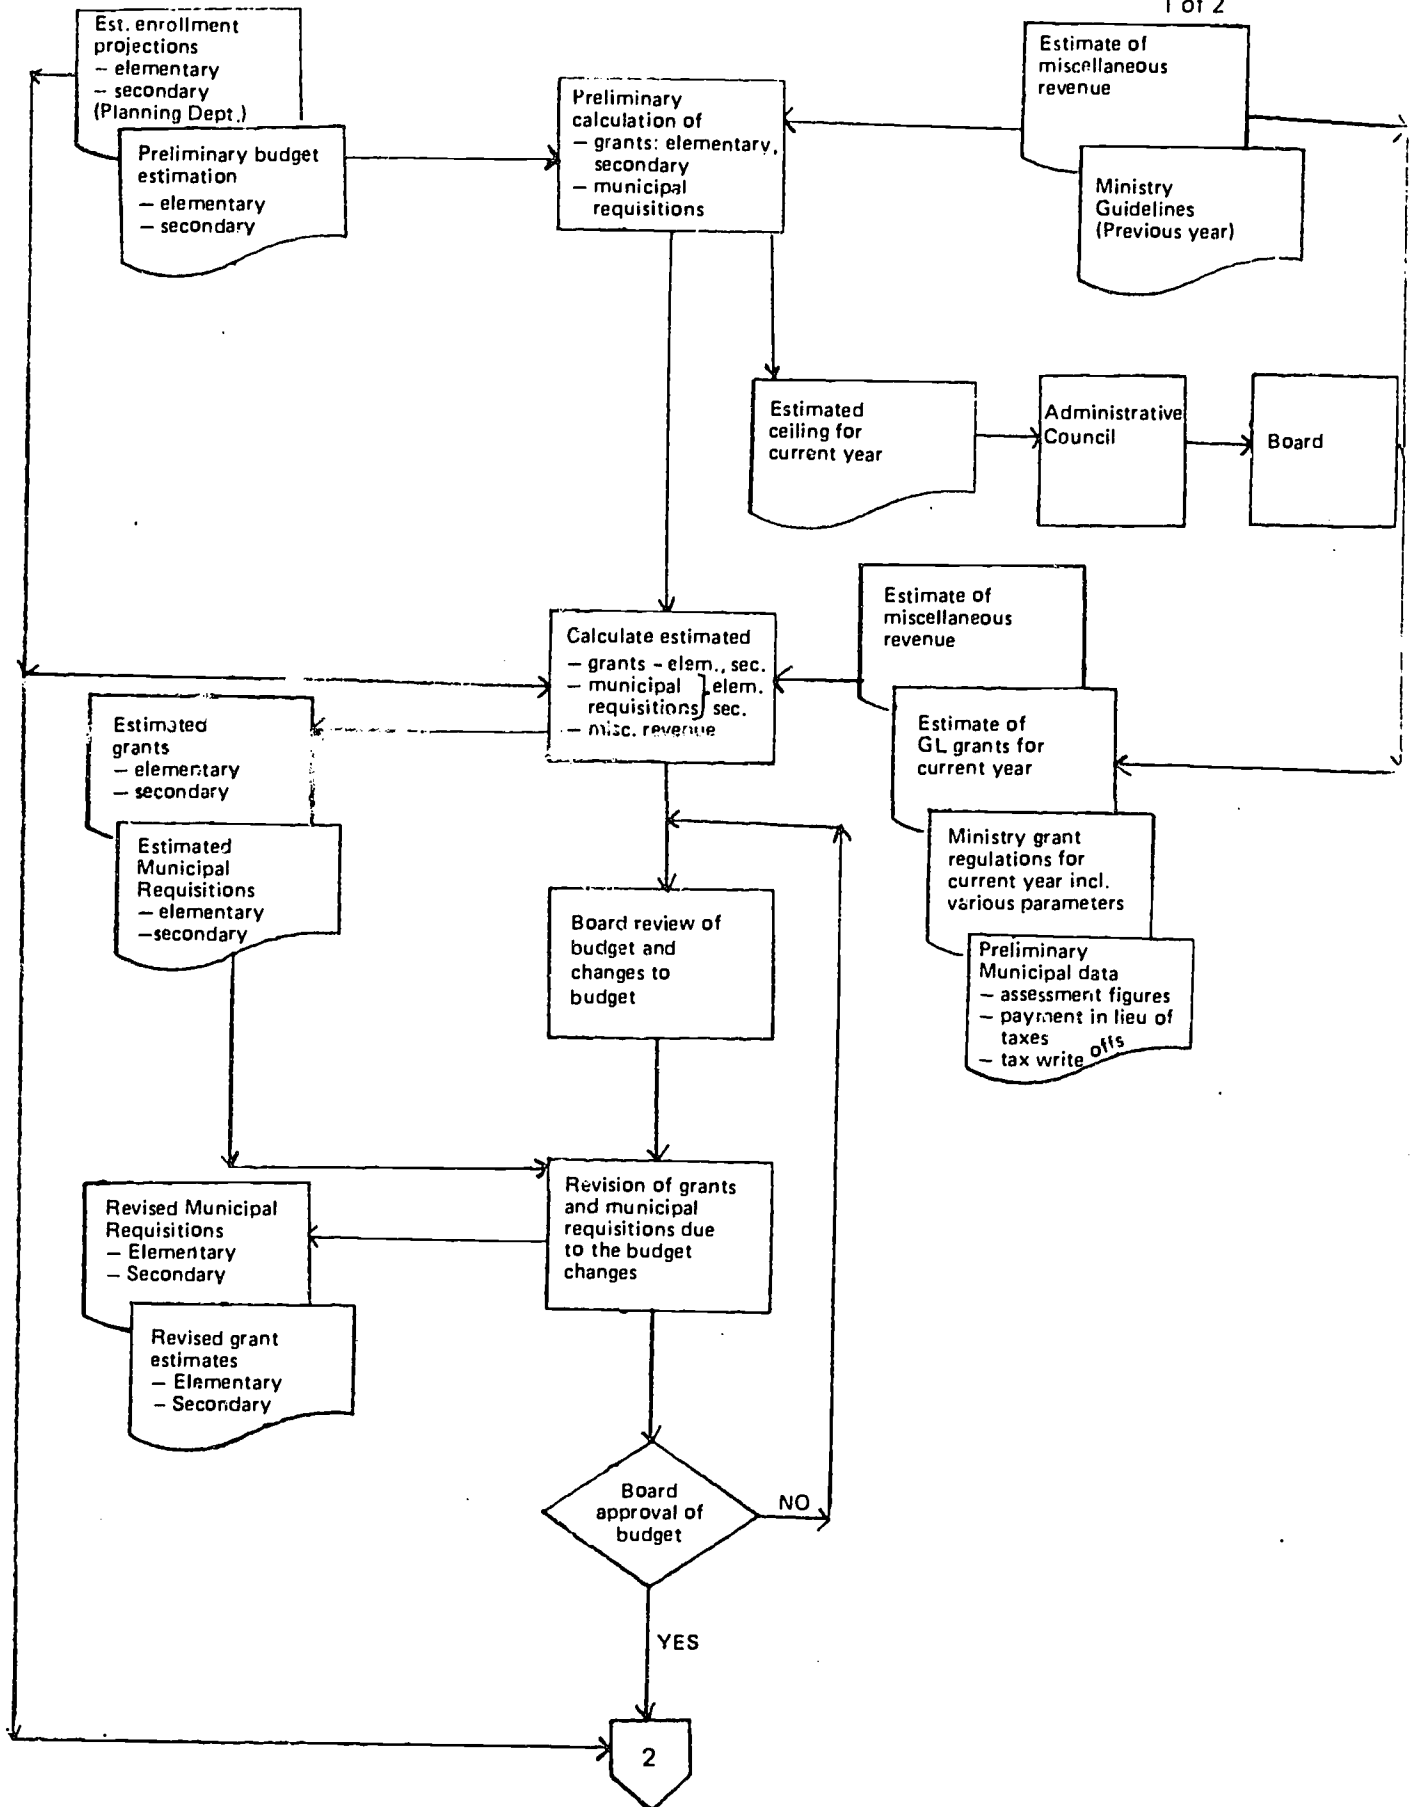 1 of 2
Est. enrollment
projections
– elementary
– secondary
(Planning Dept.)
Preliminary budget
estimation
– elementary
– secondary
Preliminary
calculation of
– grants: elementary,
secondary
– municipal
requisitions
Estimate of
miscellaneous
revenue
Ministry
Guidelines
(Previous year)
Estimated
ceiling for
current year
Administrative
Council
Board
Calculate estimated
– grants – elem., sec.
– municipal } elem.
requisitions } sec.
– misc. revenue
Estimate of
miscellaneous
revenue
Estimate of
GL grants for
current year
Ministry grant
regulations for
current year incl.
various parameters
Preliminary
Municipal data
– assessment figures
– payment in lieu of
taxes
– tax write offs
Estimated
grants
– elementary
– secondary
Estimated
Municipal
Requisitions
– elementary
–secondary
Board review of
budget and
changes to
budget
Revision of grants
and municipal
requisitions due
to the budget
changes
Revised Municipal
Requisitions
– Elementary
– Secondary
Revised grant
estimates
– Elementary
– Secondary
Board
approval of
budget
NO
YES
2